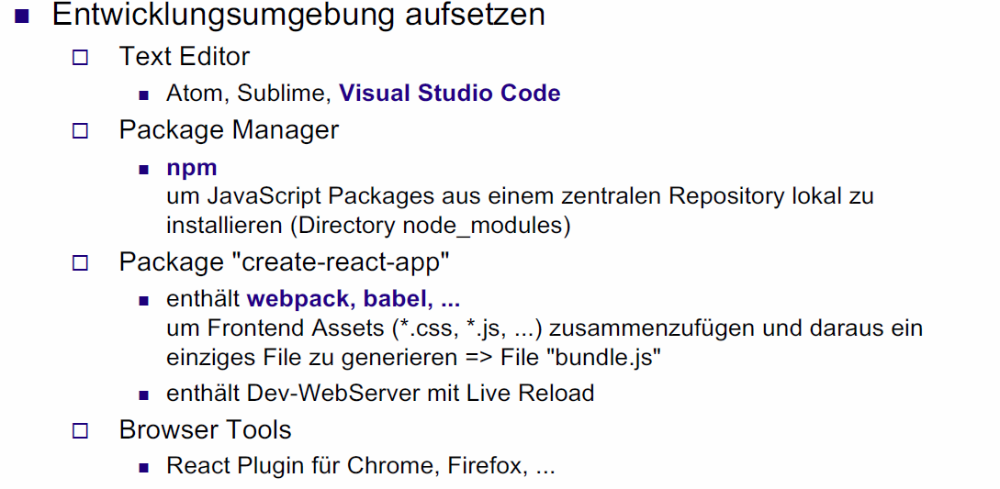 Entwicklungsumgebung aufsetzen
Text Editor
Atom, Sublime, Visual Studio Code
Package Manager
npm
um JavaScript Packages aus einem zentralen Repository lokal zu
installieren (Directory node_modules)
Package "create-react-app"
enthält webpack, babel, ...
um Frontend Assets (*.css, *.js, ...) zusammenzufügen und daraus ein
einziges File zu generieren => File "bundle.js"
enthält Dev-WebServer mit Live Reload
Browser Tools
React Plugin für Chrome, Firefox, ...